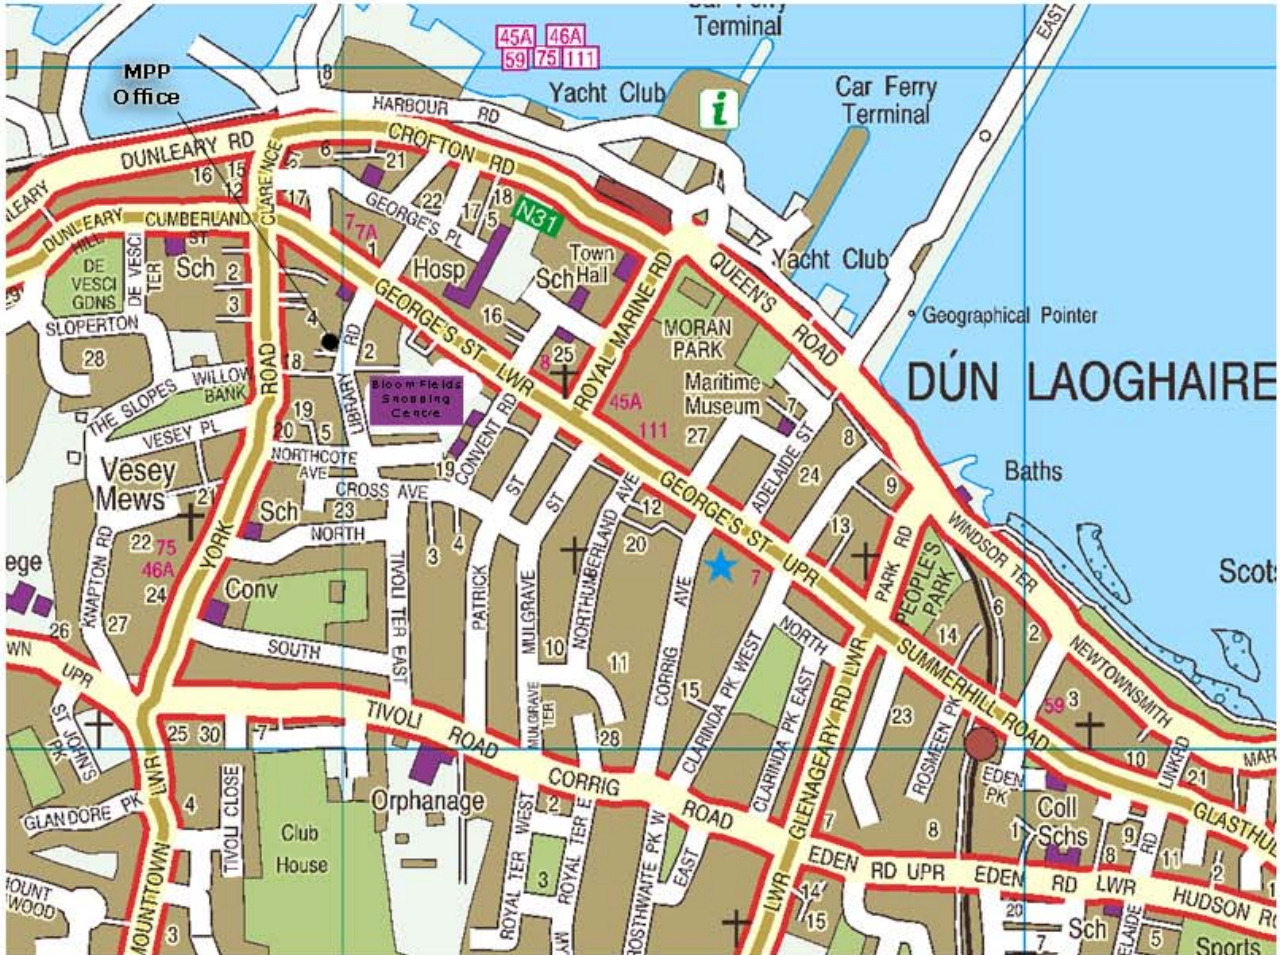 Car Ferry
Terminal
45A 46A
59 75 111
MPP
Office
8
HARBOUR RD
Yacht Club
i
Car Ferry
Terminal
EAST
DUNLEARY RD
CLARENCE
ST
CROFTON RD
6
21
16
15
12
17
22
17
5
18
N31
DUNLEARY
HILL
CUMBERLAND
ST
GEORGE'S PL
7
7A
1
Hosp
Sch
Town
Hall
QUEEN'S ROAD
Yacht Club
Geographical Pointer
DE
VESCI
GDNS
DE VESCI
TER
Sch
2
3
29
SLOPERTON
28
4
18
2
LIBRARY RD
GEORGE'S ST LWR
16
8
25
ROYAL MARINE RD
MORAN
PARK
Maritime
Museum
DÚN LAOGHAIRE
THE SLOPES
WILLOW
BANK
VESEY PL
YORK ROAD
Bloomfields
Shopping
Centre
CONVENT RD
45A
111
27
7
8
ADELAIDE ST
24
9
Baths
19
20
5
NORTHCOTE
AVE
19
CROSS AVE
Vesey
Mews
21
Sch
23
NORTH
ST
ST
12
20
GEORGE'S ST UPR
13
7
PARK RD
PEOPLE'S
PARK
WINDSOR TER
22
75
46A
24
KNAPTON RD
27
26
Conv
SOUTH
TIVOLI TER EAST
3
4
PATRICK
MULGRAVE
NORTHUMBERLAND AVE
10
11
CORRIG AVE
15
CLARINDA PK WEST
NORTH
CLARINDA PK EAST
GLENAGEARY RD LWR
14
6
2
SUMMERHILL ROAD
NEWTOWNSMITH
59
3
23
ROSMEEN PK
10
LINKRD
21
UPR
ST JOHN'S
PK
25
30
7
TIVOLI ROAD
MULGRAVE
TER
28
CORRIG ROAD
EDEN
PK
GLANDORE PK
LWR
4
TIVOLI CLOSE
Club
House
Orphanage
2
3
ROYAL TER WEST
ROYAL TER E
EAST
7
8
Coll
Schs
1
8
9
RD
11
2
EDEN RD UPR
EDEN RD LWR
HUDSON
MOUNTTOWN
3
LWR
14
15
20
7
Sch
5
Sports